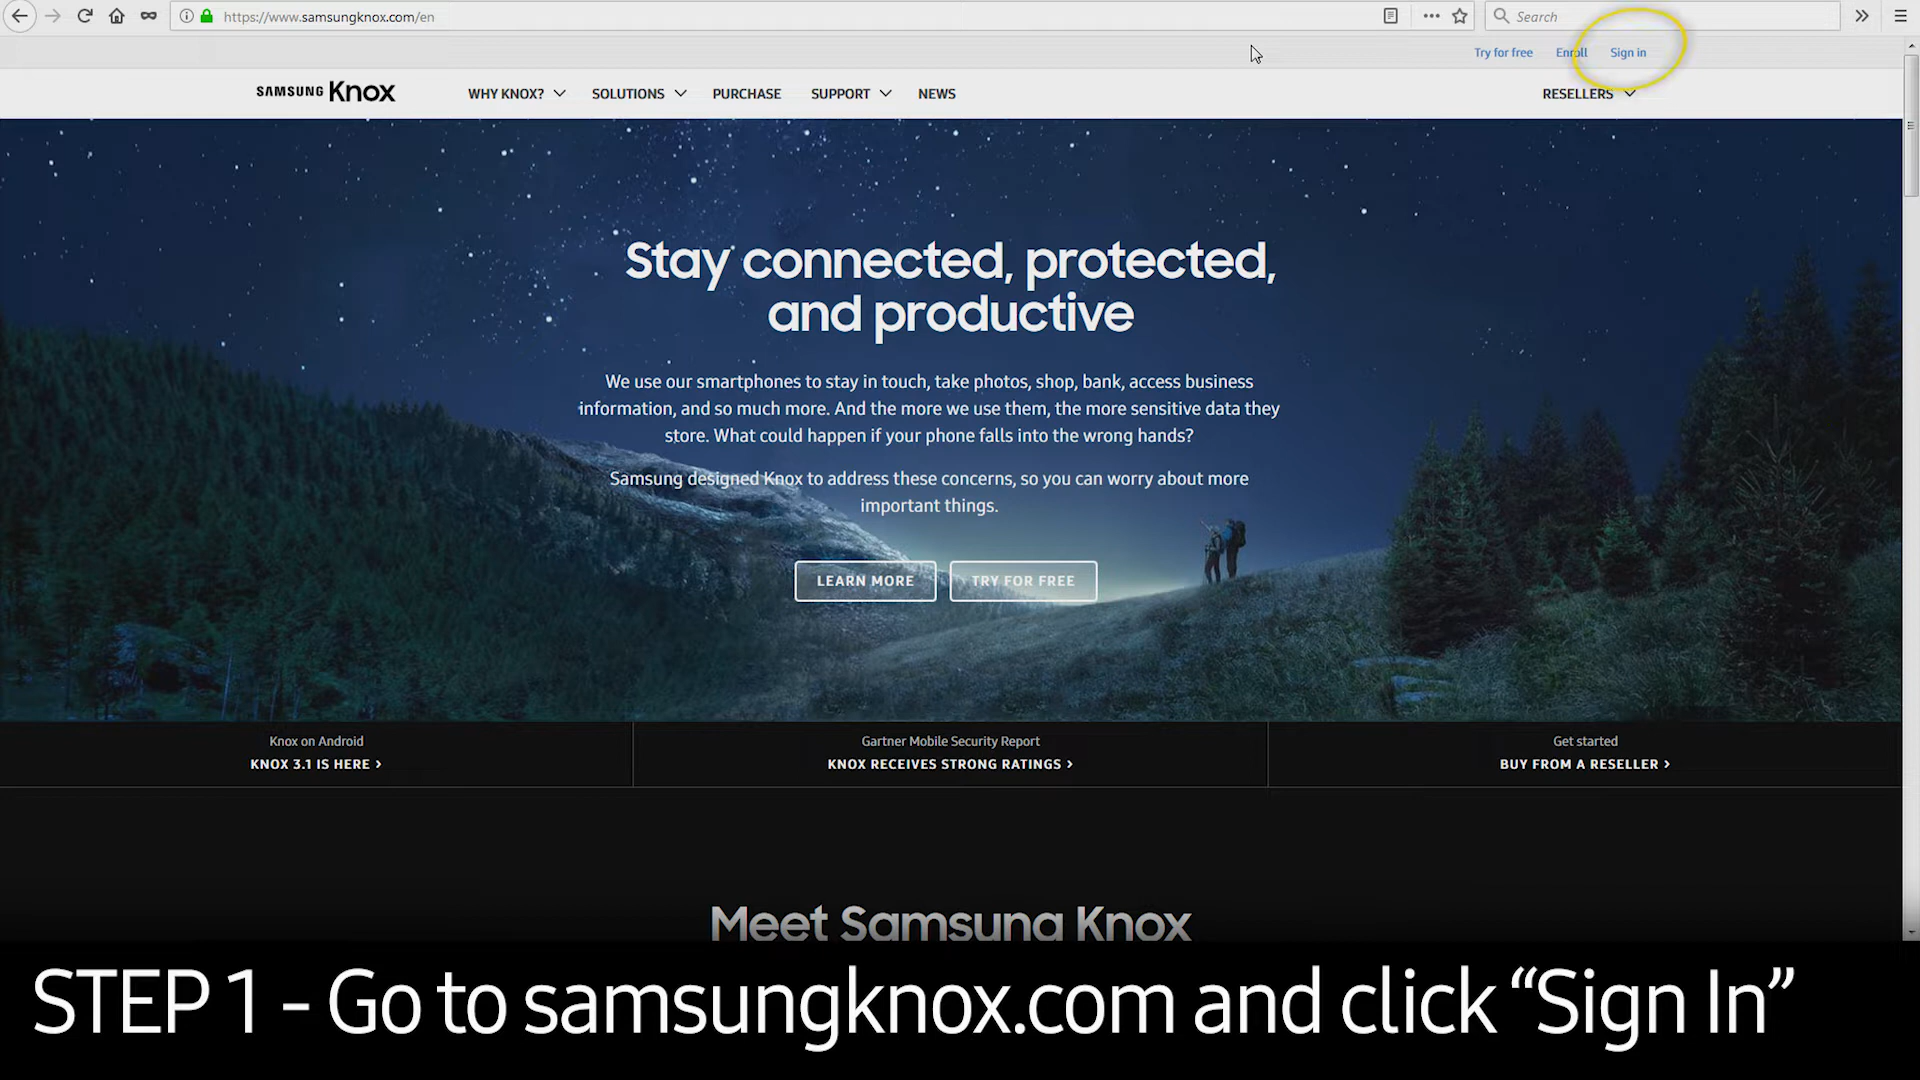 https://www.samsungknox.com/en
Search
Try for free Enroll Sign in
SAMSUNG Knox
WHY KNOX? SOLUTIONS PURCHASE SUPPORT NEWS RESELLERS
Stay connected, protected,
and productive
We use our smartphones to stay in touch, take photos, shop, bank, access business
information, and so much more. And the more we use them, the more sensitive data they
store. What could happen if your phone falls into the wrong hands?
Samsung designed Knox to address these concerns, so you can worry about more
important things.
LEARN MORE TRY FOR FREE
Knox on Android
KNOX 3.1 IS HERE >
Gartner Mobile Security Report
KNOX RECEIVES STRONG RATINGS >
Get started
BUY FROM A RESELLER >
Meet Samsung Knox
STEP 1 - Go to samsungknox.com and click “Sign In”